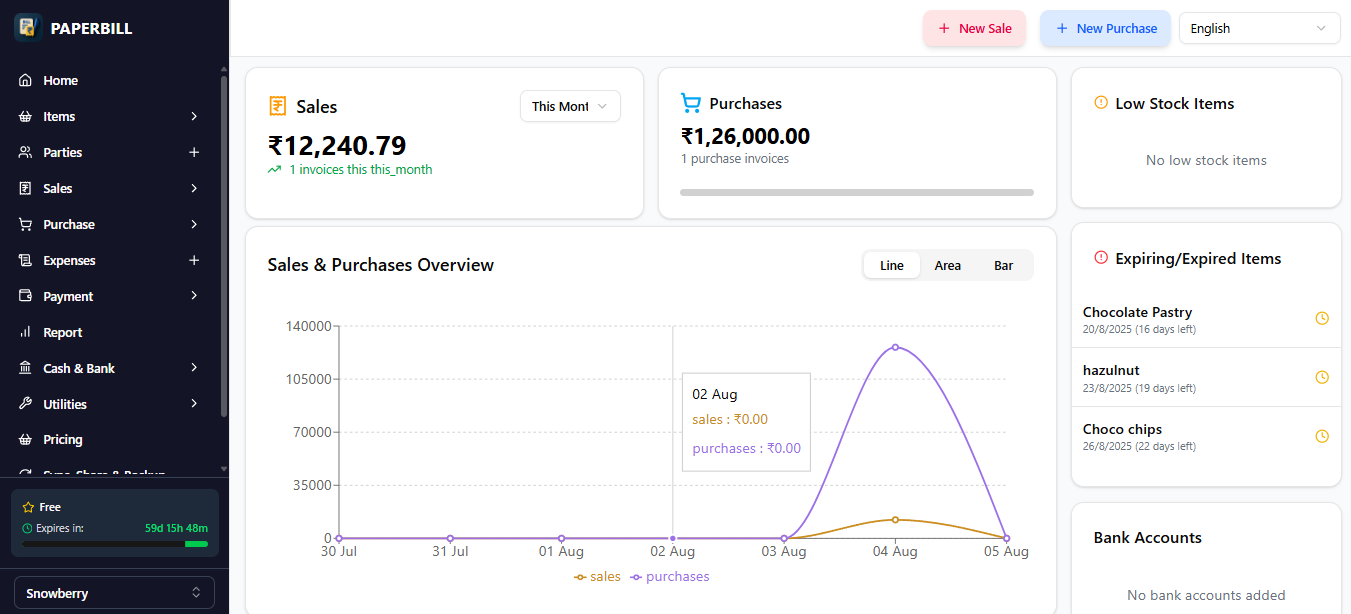 PAPERBILL
Home
Items
Parties
Sales
Purchase
Expenses
Payment
Report
Cash & Bank
Utilities
Pricing
Sync, Share & Backup
Free
Expires in: 59d 15h 48m
Snowberry
New Sale
New Purchase
English
Sales
This Mont
₹12,240.79
1 invoices this this_month
Purchases
₹1,26,000.00
1 purchase invoices
Low Stock Items
No low stock items
Sales & Purchases Overview
Line Area Bar
140000
105000
70000
35000
0
02 Aug
sales : ₹0.00
purchases : ₹0.00
30 Jul 31 Jul 01 Aug 02 Aug 03 Aug 04 Aug 05 Aug
sales purchases
Expiring/Expired Items
Chocolate Pastry
20/8/2025 (16 days left)
hazulnut
23/8/2025 (19 days left)
Choco chips
26/8/2025 (22 days left)
Bank Accounts
No bank accounts added